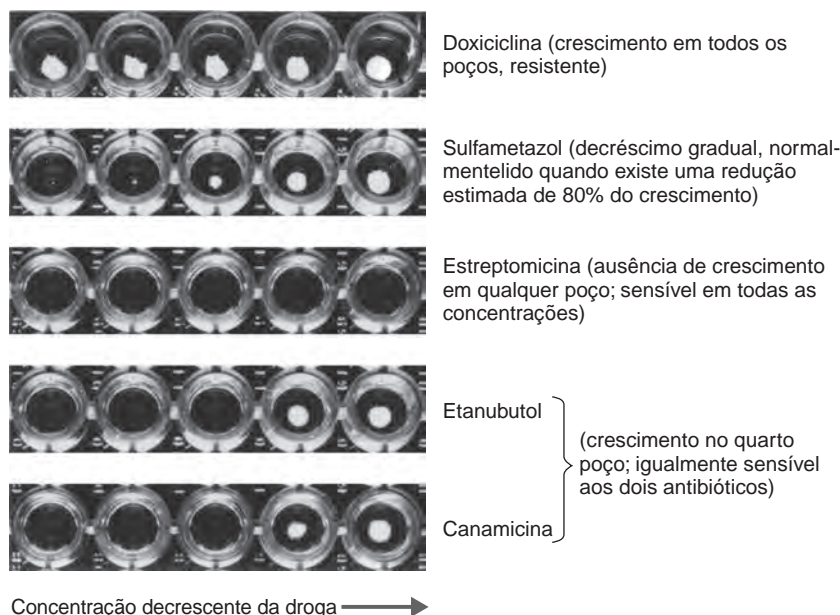 Doxiciclina (crescimento em todos os
poços, resistente)
Sulfametazol (decréscimo gradual, normal-
mentelido quando existe uma redução
estimada de 80% do crescimento)
Estreptomicina (ausência de crescimento
em qualquer poço; sensível em todas as
concentrações)
Etanubutol
(crescimento no quarto
poço; igualmente sensível
aos dois antibióticos)
Canamicina
Concentração decrescente da droga